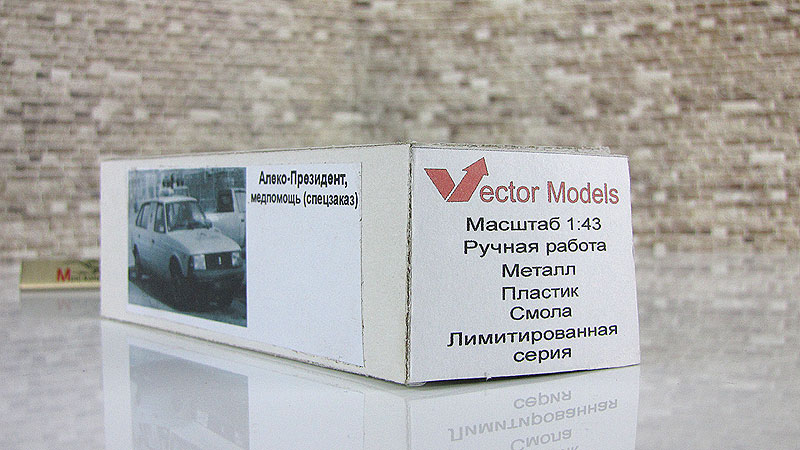 Алеко-Президент,
медпомощь (спецзаказ)
Vector Models
Масштаб 1:43
Ручная работа
Металл
Пластик
Смола
Лимитированная
серия